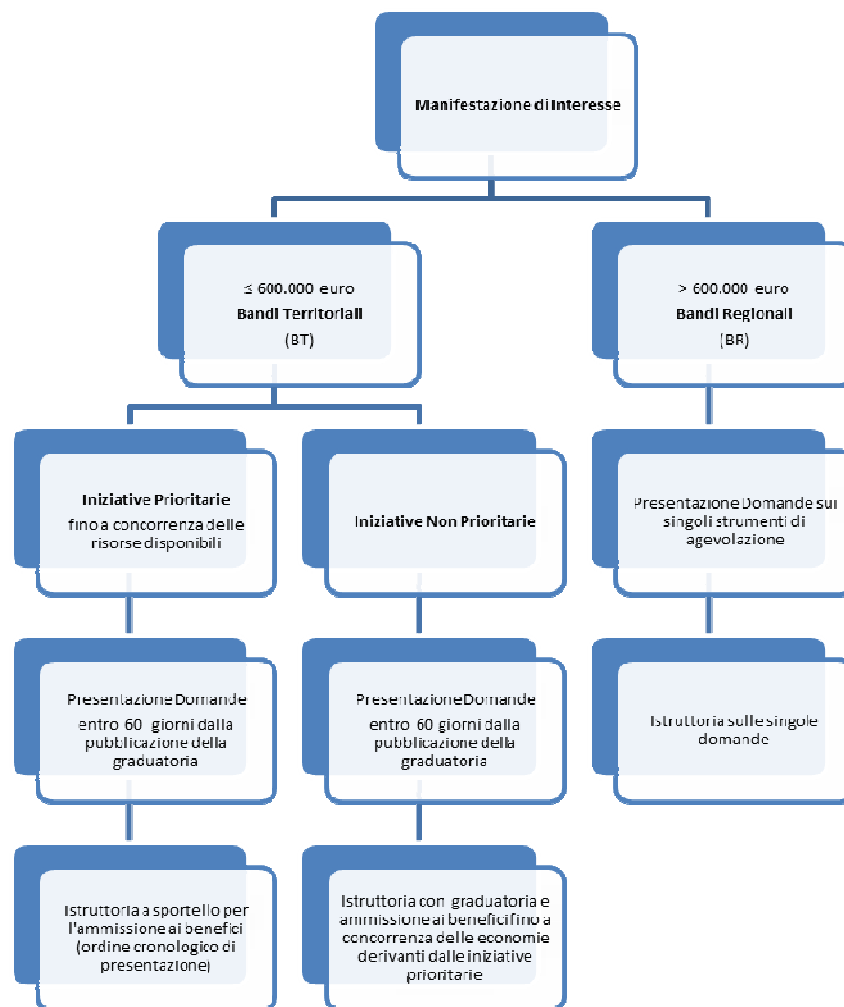 Manifestazione di Interesse
≤ 600.000 euro
Bandi Territoriali
(BT)
> 600.000 euro
Bandi Regionali
(BR)
Iniziative Prioritarie
fino a concorrenza delle
risorse disponibili
Iniziative Non Prioritarie
Presentazione Domande sui
singoli strumenti di
agevolazione
Presentazione Domande
entro 60 giorni dalla
pubblicazione della
graduatoria
Presentazione Domande
entro 60 giorni dalla
pubblicazione della
graduatoria
Istruttoria sulle singole
domande
Istruttoria a sportello per
l'ammissione ai benefici
(ordine cronologico di
presentazione)
Istruttoria con graduatoria e
ammissione ai benefici fino a
concorrenza delle economie
derivanti dalle iniziative
prioritarie